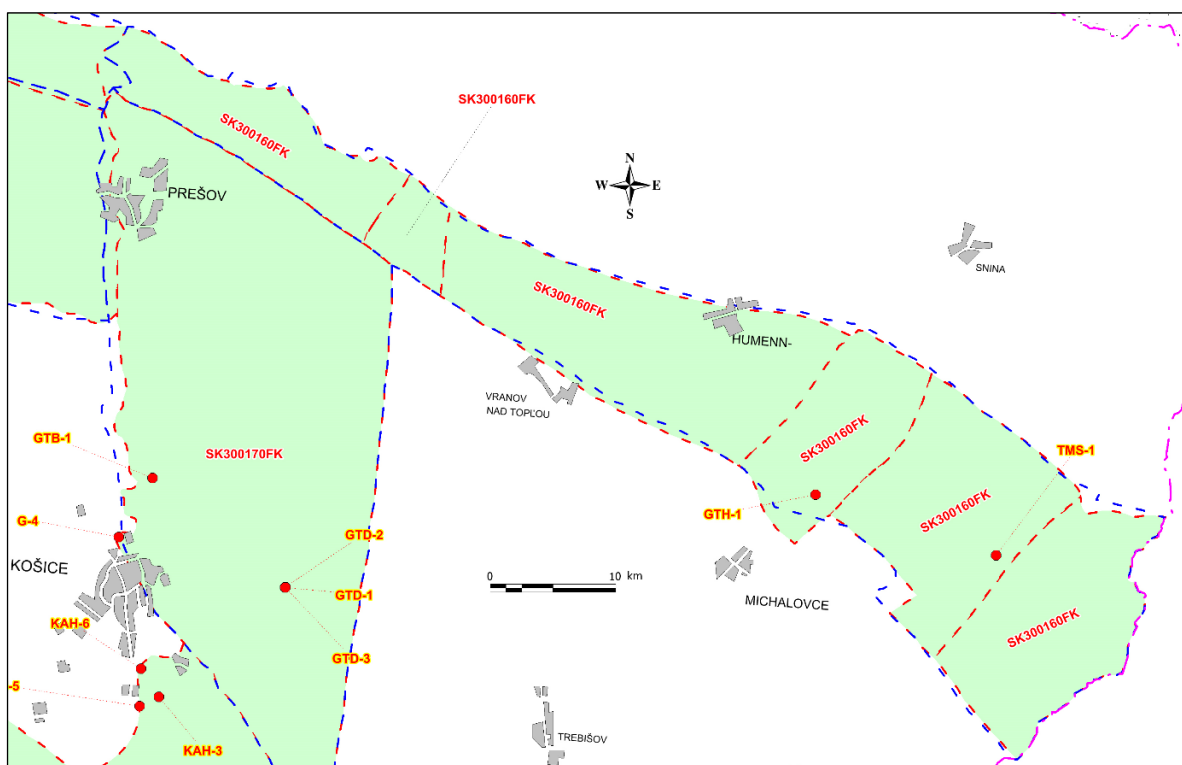 SK300160FK
SK300160FK
N
W E
S
PREŠOV
SNINA
SK300160FK
HUMENN-
VRANOV
NAD TOPĽOU
GTB-1
SK300170FK
SK300160FK
TMS-1
GTH-1
SK300160FK
G-4
GTD-2
KOŠICE
0 10 km
GTD-1
MICHALOVCE
KAH-6
GTD-3
SK300160FK
-5
KAH-3
TREBIŠOV